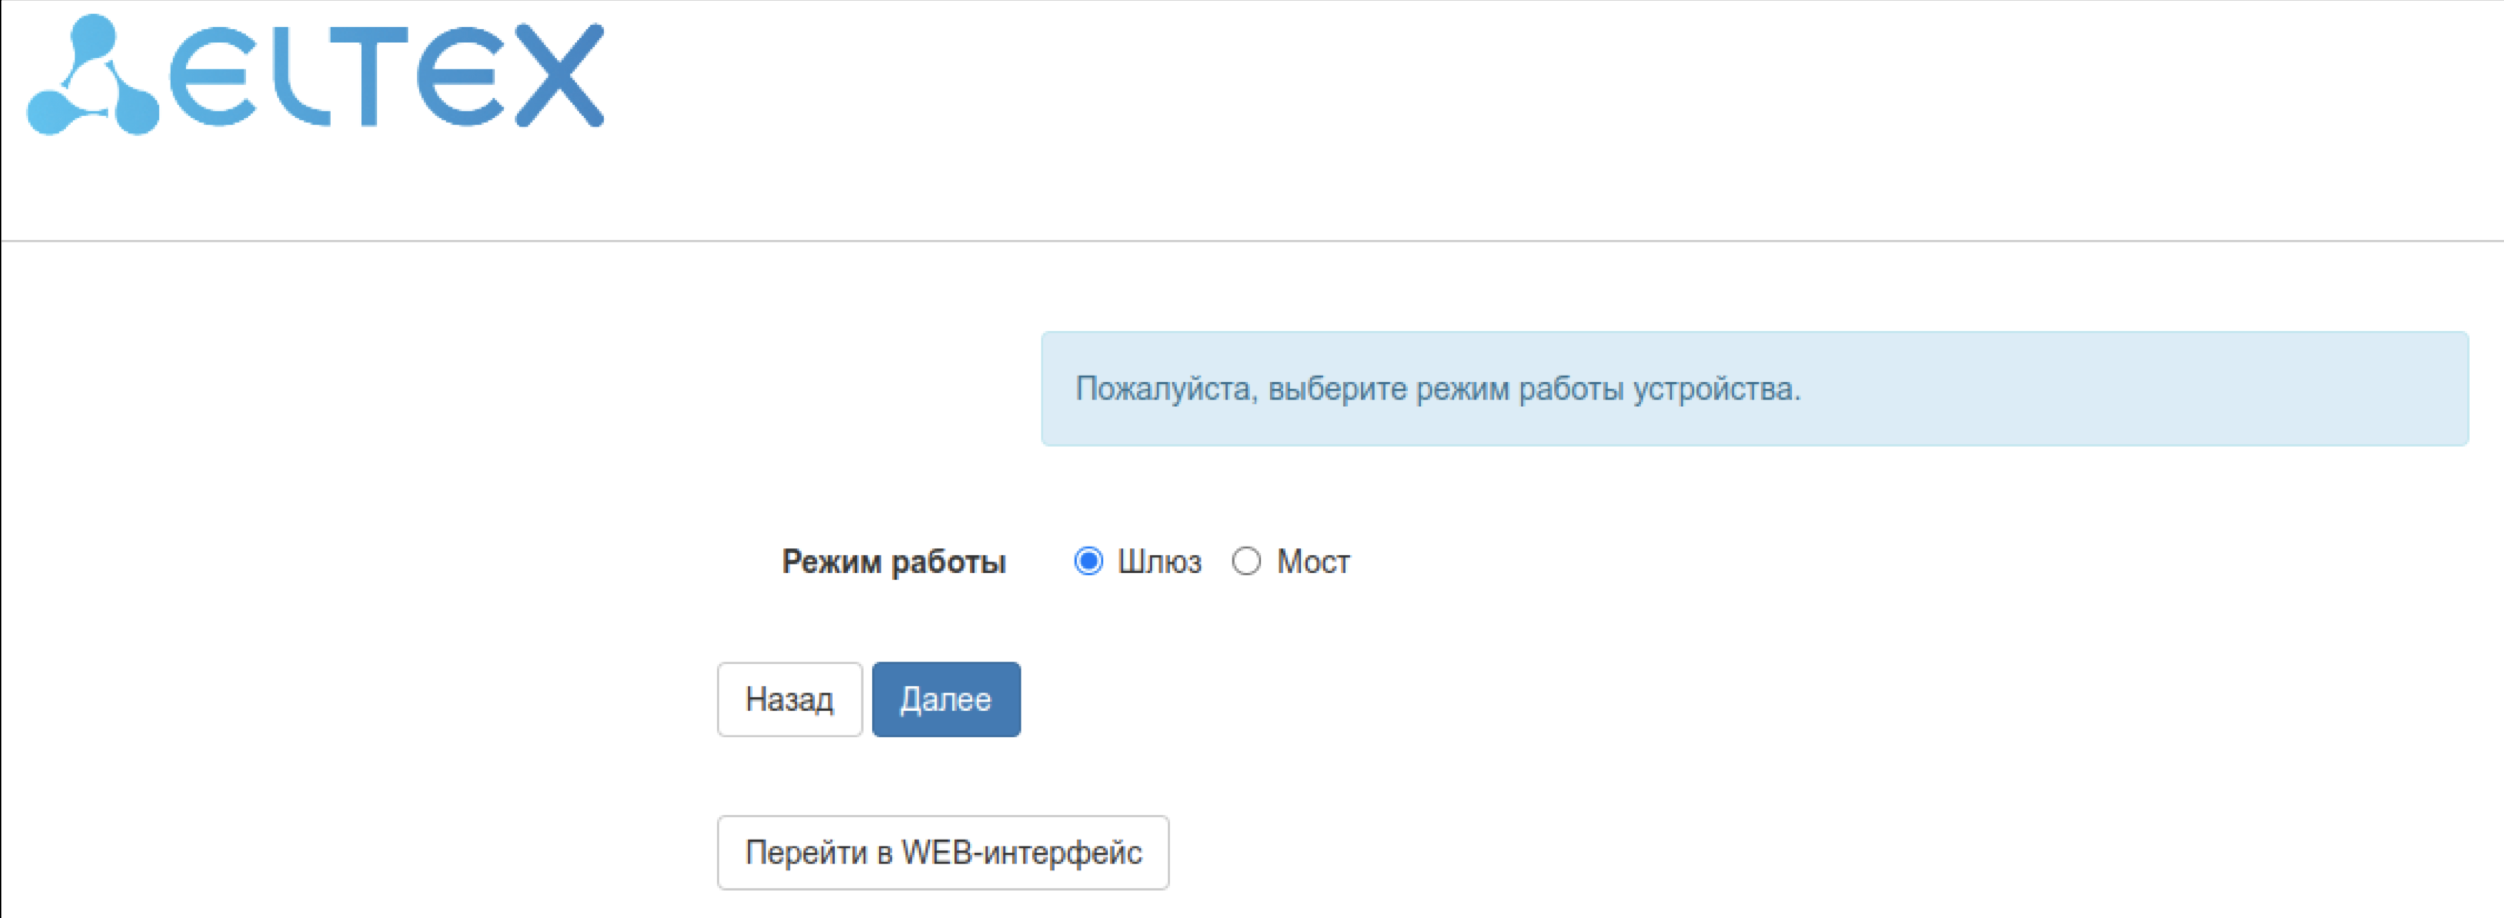 ELTEX
Пожалуйста, выберите режим работы устройства.
Режим работы Шлюз Мост
Назад Далее
Перейти в WEB-интерфейс